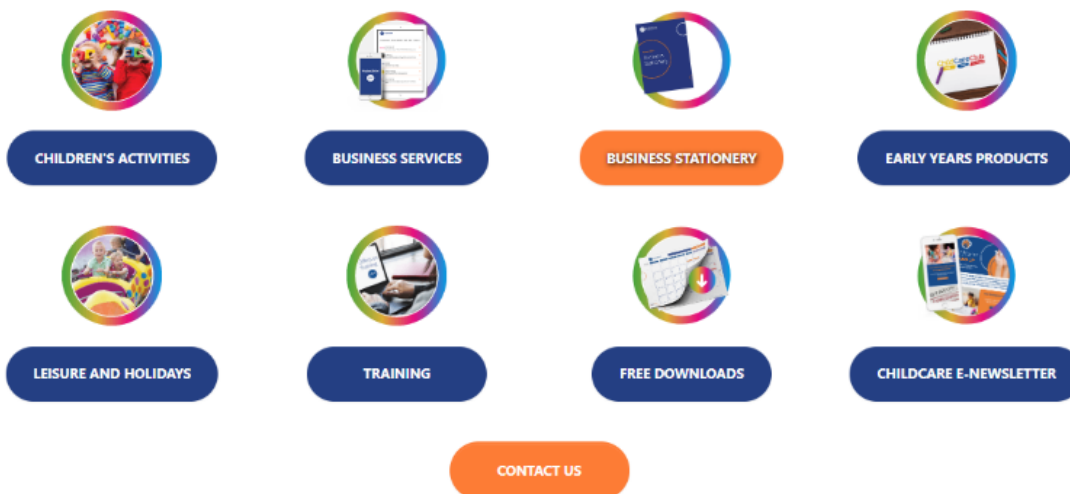 CHILDREN'S ACTIVITIES
BUSINESS SERVICES
BUSINESS STATIONERY
EARLY YEARS PRODUCTS
LEISURE AND HOLIDAYS
TRAINING
FREE DOWNLOADS
CHILDCARE E-NEWSLETTER
CONTACT US